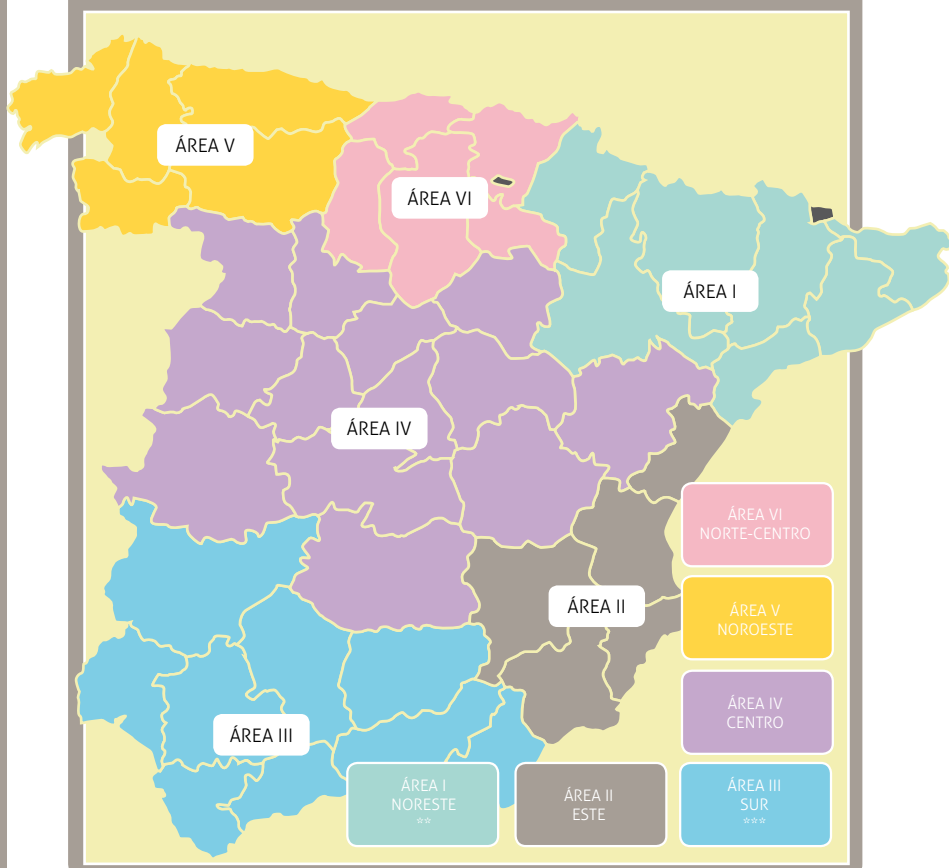 ÁREA V
ÁREA VI
ÁREA I
ÁREA IV
ÁREA II
ÁREA III
ÁREA VI
NORTE-CENTRO
ÁREA V
NOROESTE
ÁREA IV
CENTRO
ÁREA I
NORESTE
☆☆
ÁREA II
ESTE
ÁREA III
SUR
☆☆☆